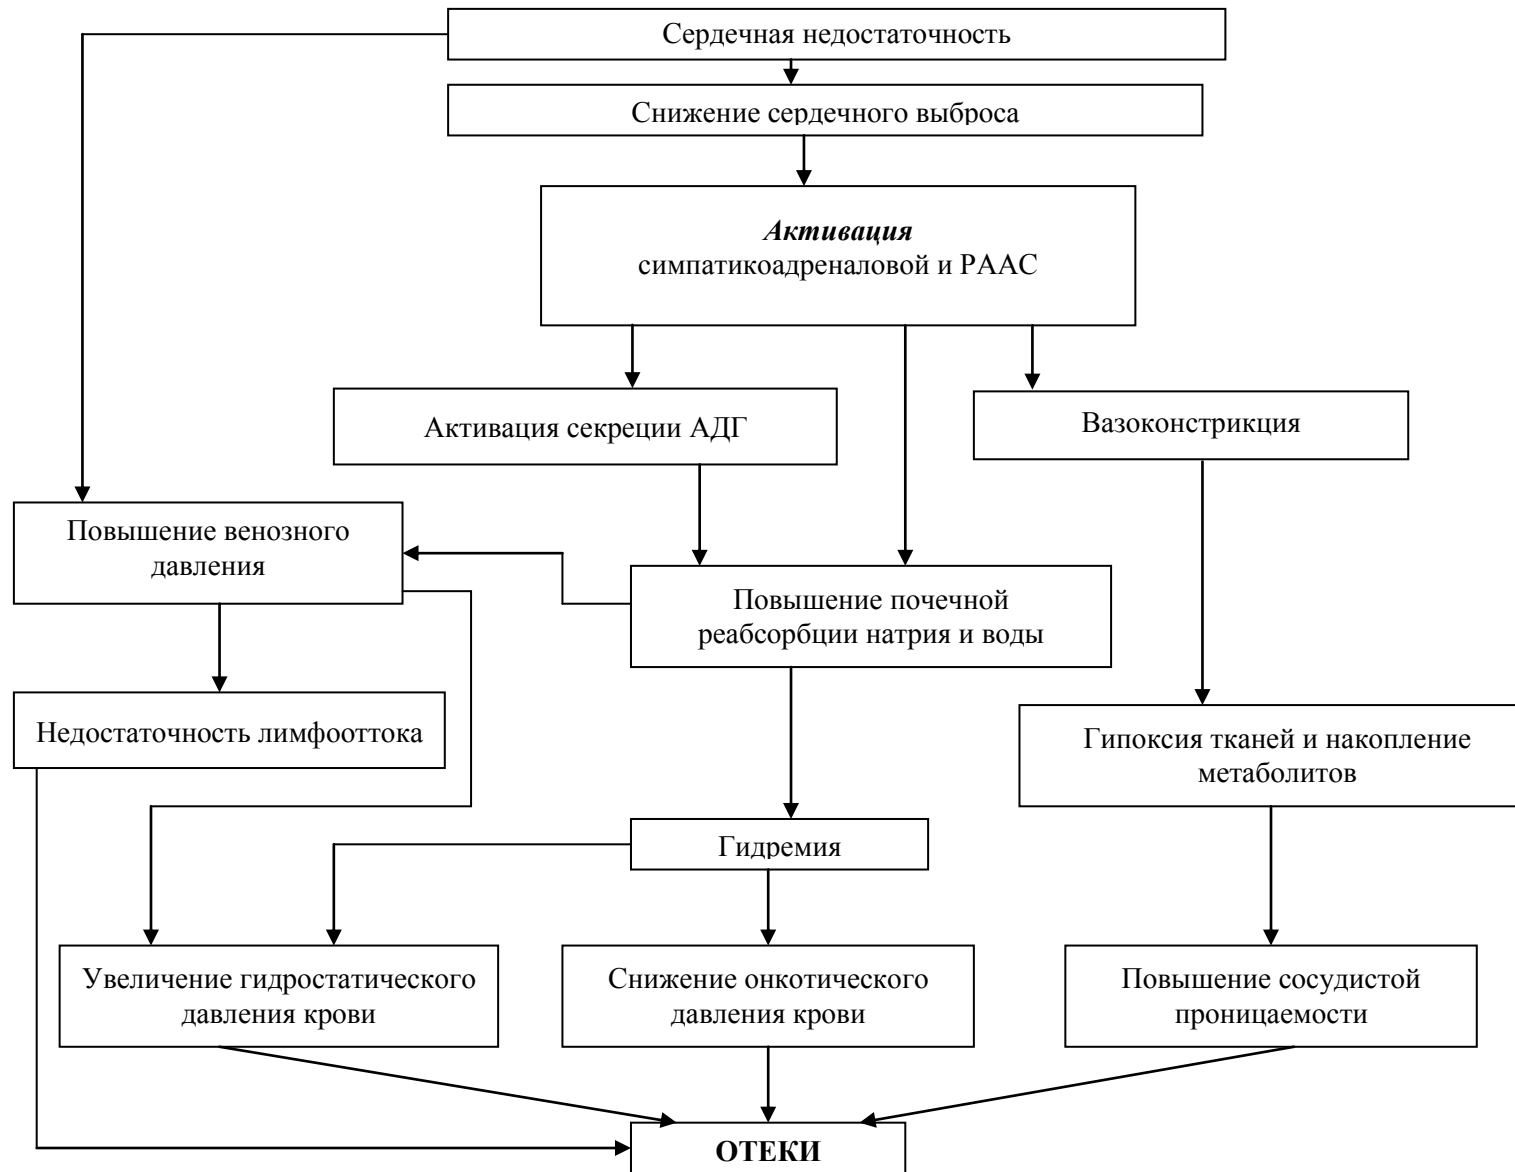 Сердечная недостаточность
Снижение сердечного выброса
Активация
симпатикоадреналовой и РААС
Активация секреции АДГ
Вазоконстрикция
Повышение венозного
давления
Повышение почечной
реабсорбции натрия и воды
Недостаточность лимфооттока
Гипоксия тканей и накопление
метаболитов
Гидремия
Увеличение гидростатического
давления крови
Снижение онкотического
давления крови
Повышение сосудистой
проницаемости
ОТЕКИ